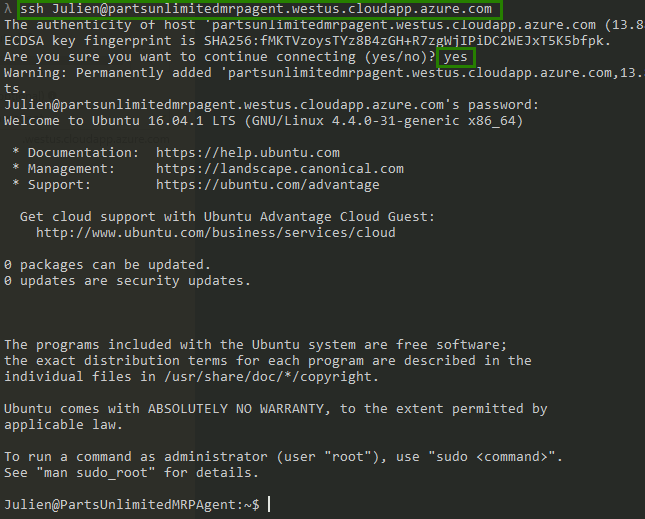 λ ssh Julien@partsunlimitedmrpagent.westus.cloudapp.azure.com
The authenticity of host 'partsunlimitedmrpagent.westus.cloudapp.azure.com (13.8
ECDSA key fingerprint is SHA256:fMKTVzoysTYz8B4zGH+R7zgWjIPiDC2WEJxT5K5bfpk.
Are you sure you want to continue connecting (yes/no)? yes
Warning: Permanently added 'partsunlimitedmrpagent.westus.cloudapp.azure.com,13.
ts.
Julien@partsunlimitedmrpagent.westus.cloudapp.azure.com's password:
Welcome to Ubuntu 16.04.1 LTS (GNU/Linux 4.4.0-31-generic x86_64)
* Documentation:  https://help.ubuntu.com
* Management:     https://landscape.canonical.com
* Support:        https://ubuntu.com/advantage
Get cloud support with Ubuntu Advantage Cloud Guest:
http://www.ubuntu.com/business/services/cloud
0 packages can be updated.
0 updates are security updates.
The programs included with the Ubuntu system are free software;
the exact distribution terms for each program are described in the
individual files in /usr/share/doc/*/copyright.
Ubuntu comes with ABSOLUTELY NO WARRANTY, to the extent permitted by
applicable law.
To run a command as administrator (user "root"), use "sudo <command>".
See "man sudo_root" for details.
Julien@PartsUnlimitedMRPAgent:~$